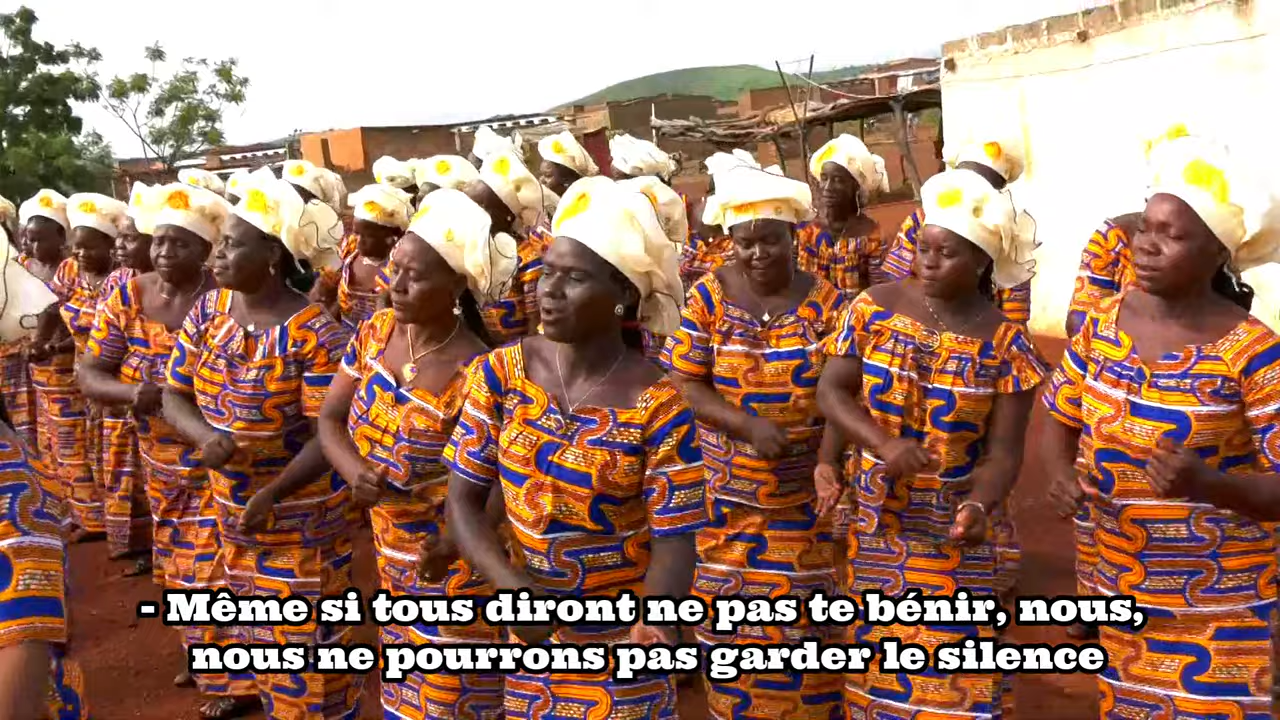 - Même si tous diront ne pas te bénir, nous,
nous ne pourrons pas garder le silence